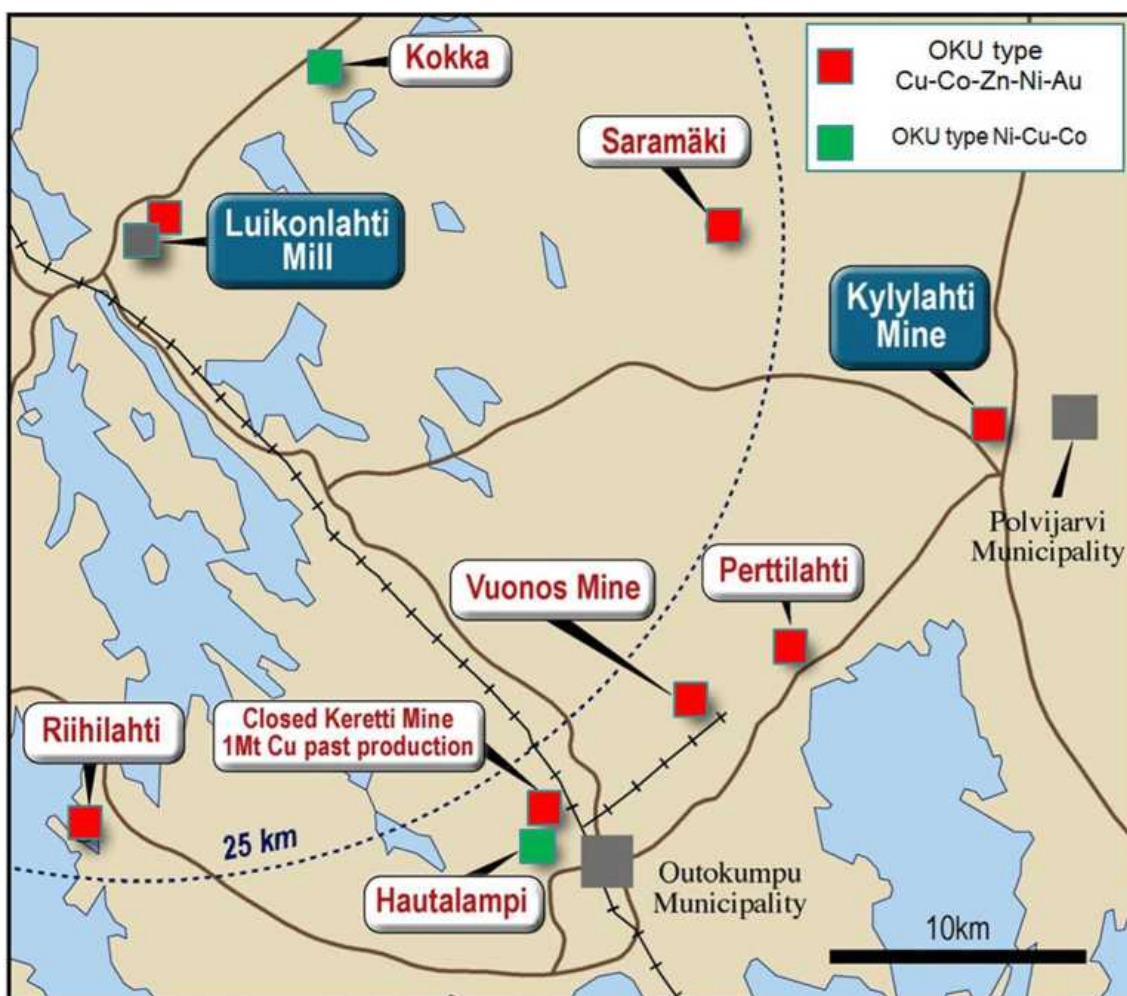 Kokka
OKU type
Cu-Co-Zn-Ni-Au
OKU type Ni-Cu-Co
Saramäki
Luikonlahti
Mill
Kylylahti
Mine
Polvijarvi
Municipality
Perttilahti
Vuonos Mine
Closed Keretti Mine
1Mt Cu past production
Riihilahti
25 km
Hautalampi
Outokumpu
Municipality
10km